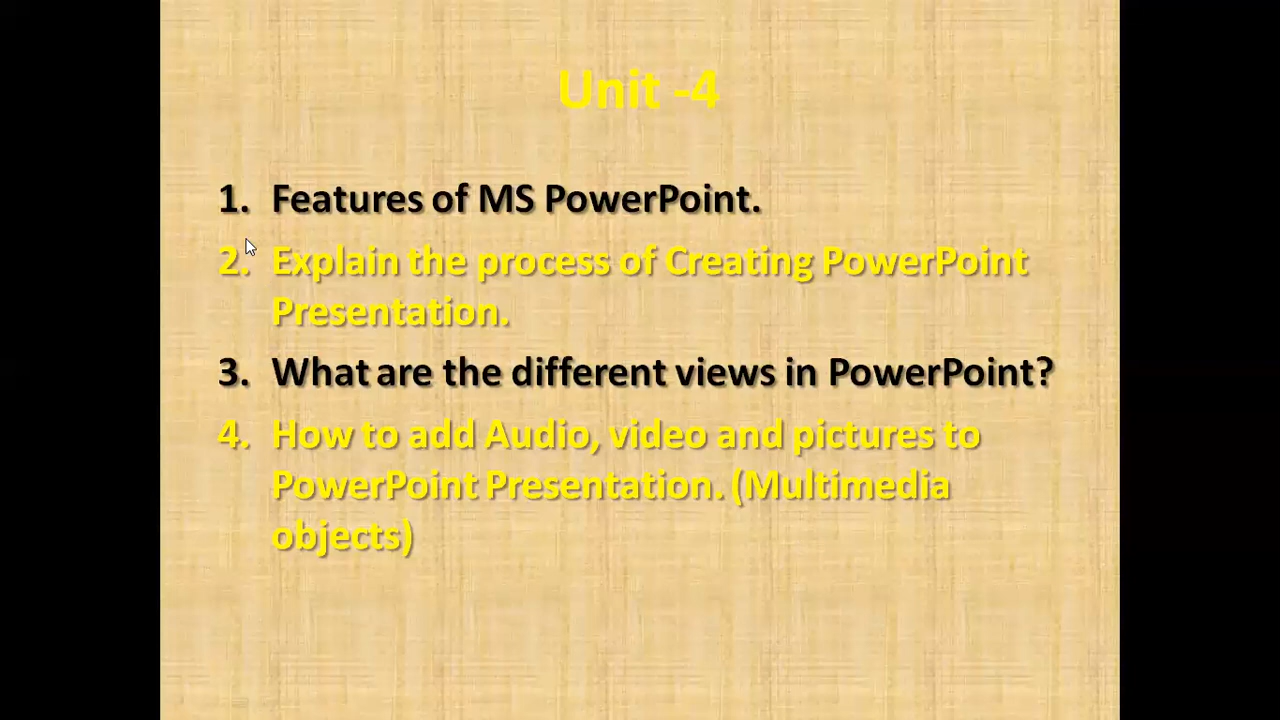 Unit -4
1. Features of MS PowerPoint.
2. Explain the process of Creating PowerPoint
Presentation.
3. What are the different views in PowerPoint?
4. How to add Audio, video and pictures to
PowerPoint Presentation. (Multimedia
objects)